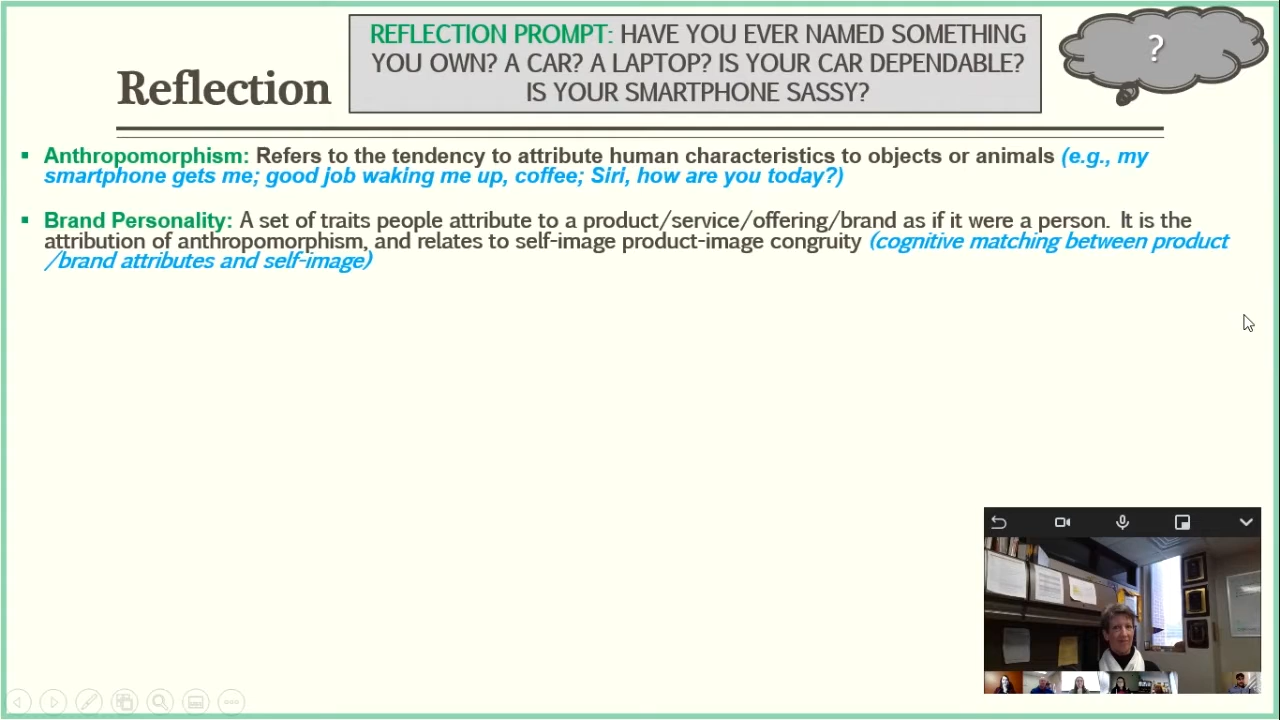 REFLECTION PROMPT: HAVE YOU EVER NAMED SOMETHING
YOU OWN? A CAR? A LAPTOP? IS YOUR CAR DEPENDABLE?
IS YOUR SMARTPHONE SASSY?
?
Reflection
▪ Anthropomorphism: Refers to the tendency to attribute human characteristics to objects or animals (e.g., my
smartphone gets me; good job waking me up, coffee; Siri, how are you today?)
▪ Brand Personality: A set of traits people attribute to a product/service/offering/brand as if it were a person. It is the
attribution of anthropomorphism, and relates to self-image product-image congruity (cognitive matching between product
/brand attributes and self-image)